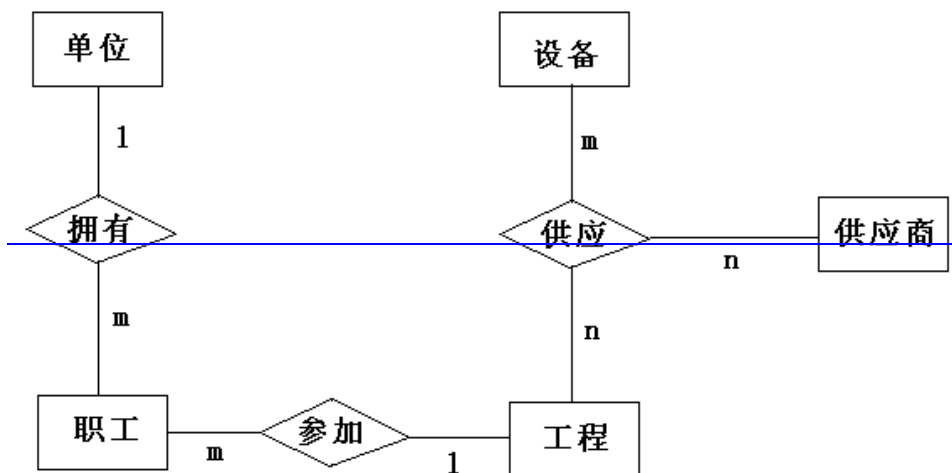 单位 设备
1 m
拥有 供应 供应商
n
m n
职工 参加 工程
m 1